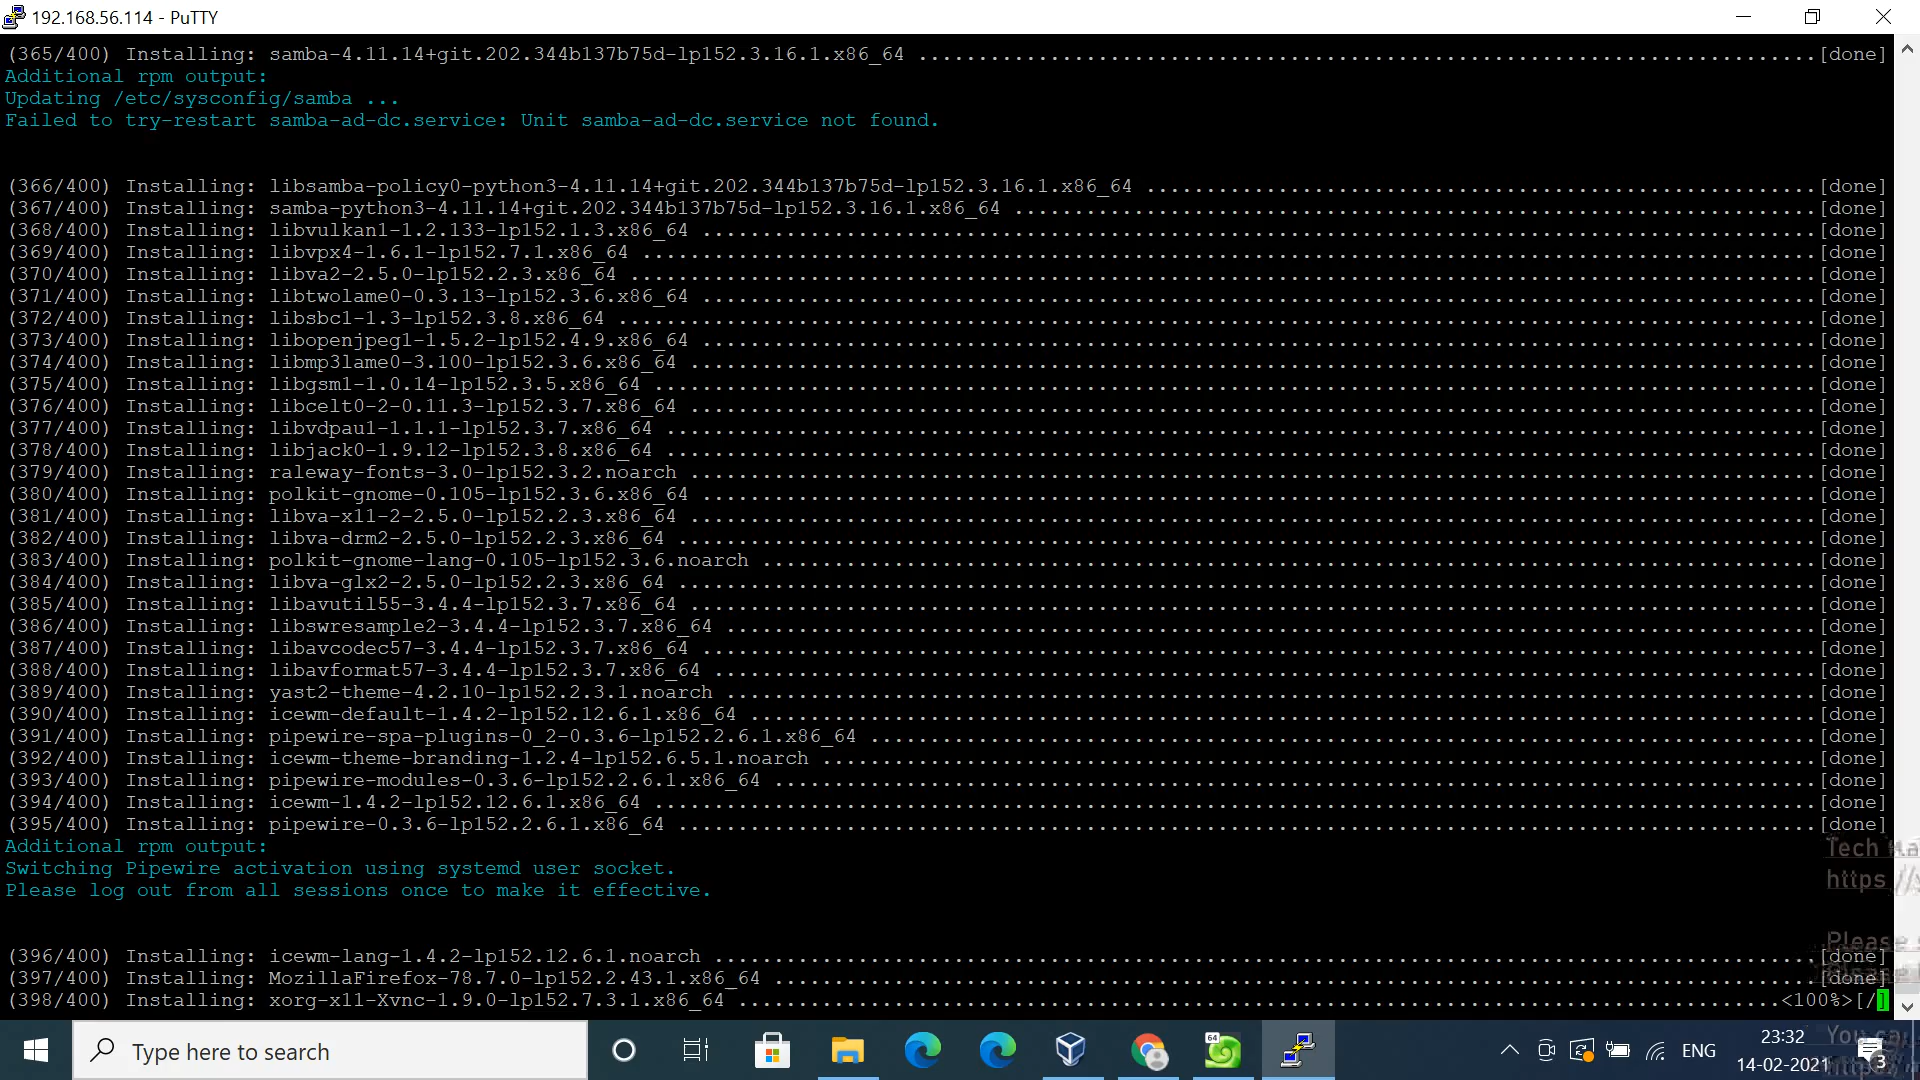 192.168.56.114 - PuTTY
(365/400) Installing: samba-4.11.14+git.202.344b137b75d-lp152.3.16.1.x86_64 ...........................................................................[done]
Additional rpm output:
Updating /etc/sysconfig/samba ...
Failed to try-restart samba-ad-dc.service: Unit samba-ad-dc.service not found.
(366/400) Installing: libsamba-policy0-python3-4.11.14+git.202.344b137b75d-lp152.3.16.1.x86_64 ........................................................[done]
(367/400) Installing: samba-python3-4.11.14+git.202.344b137b75d-lp152.3.16.1.x86_64 ...................................................................[done]
(368/400) Installing: libvulkan1-1.2.133-lp152.1.3.x86_64 .............................................................................................[done]
(369/400) Installing: libvpx4-1.6.1-lp152.7.1.x86_64 ..................................................................................................[done]
(370/400) Installing: libva2-2.5.0-lp152.2.3.x86_64 ...................................................................................................[done]
(371/400) Installing: libtwolame0-0.3.13-lp152.3.6.x86_64 .............................................................................................[done]
(372/400) Installing: libsbc1-1.3-lp152.3.8.x86_64 ....................................................................................................[done]
(373/400) Installing: libopenjpeg1-1.5.2-lp152.4.9.x86_64 .............................................................................................[done]
(374/400) Installing: libmp3lame0-3.100-lp152.3.6.x86_64 ..............................................................................................[done]
(375/400) Installing: libgsm1-1.0.14-lp152.3.5.x86_64 .................................................................................................[done]
(376/400) Installing: libcelt0-2-0.11.3-lp152.3.7.x86_64 ..............................................................................................[done]
(377/400) Installing: libvdpau1-1.1.1-lp152.3.7.x86_64 ................................................................................................[done]
(378/400) Installing: libjack0-1.9.12-lp152.3.8.x86_64 ................................................................................................[done]
(379/400) Installing: raleway-fonts-3.0-lp152.3.2.noarch ..............................................................................................[done]
(380/400) Installing: polkit-gnome-0.105-lp152.3.6.x86_64 .............................................................................................[done]
(381/400) Installing: libva-x11-2-2.5.0-lp152.2.3.x86_64 ..............................................................................................[done]
(382/400) Installing: libva-drm2-2.5.0-lp152.2.3.x86_64 ...............................................................................................[done]
(383/400) Installing: polkit-gnome-lang-0.105-lp152.3.6.noarch ........................................................................................[done]
(384/400) Installing: libva-glx2-2.5.0-lp152.2.3.x86_64 ...............................................................................................[done]
(385/400) Installing: libavutil55-3.4.4-lp152.3.7.x86_64 ..............................................................................................[done]
(386/400) Installing: libswresample2-3.4.4-lp152.3.7.x86_64 ...........................................................................................[done]
(387/400) Installing: libavcodec57-3.4.4-lp152.3.7.x86_64 .............................................................................................[done]
(388/400) Installing: libavformat57-3.4.4-lp152.3.7.x86_64 ............................................................................................[done]
(389/400) Installing: yast2-theme-4.2.10-lp152.2.3.1.noarch ...........................................................................................[done]
(390/400) Installing: icewm-default-1.4.2-lp152.12.6.1.x86_64 .........................................................................................[done]
(391/400) Installing: pipewire-spa-plugins-0_2-0.3.6-lp152.2.6.1.x86_64 ...............................................................................[done]
(392/400) Installing: icewm-theme-branding-1.2.4-lp152.6.5.1.noarch ...................................................................................[done]
(393/400) Installing: pipewire-modules-0.3.6-lp152.2.6.1.x86_64 .......................................................................................[done]
(394/400) Installing: icewm-1.4.2-lp152.12.6.1.x86_64 .................................................................................................[done]
(395/400) Installing: pipewire-0.3.6-lp152.2.6.1.x86_64 ...............................................................................................[done]
Additional rpm output:
Switching Pipewire activation using systemd user socket.
Please log out from all sessions once to make it effective.
(396/400) Installing: icewm-lang-1.4.2-lp152.12.6.1.noarch ............................................................................................[done]
(397/400) Installing: MozillaFirefox-78.7.0-lp152.2.43.1.x86_64 .......................................................................................[done]
(398/400) Installing: xorg-x11-Xvnc-1.9.0-lp152.7.3.1.x86_64 .......................................................................................<100%>[/]
Tech
https:/
Please
You can
Type here to search
64
ENG
23:32
14-02-2021
3